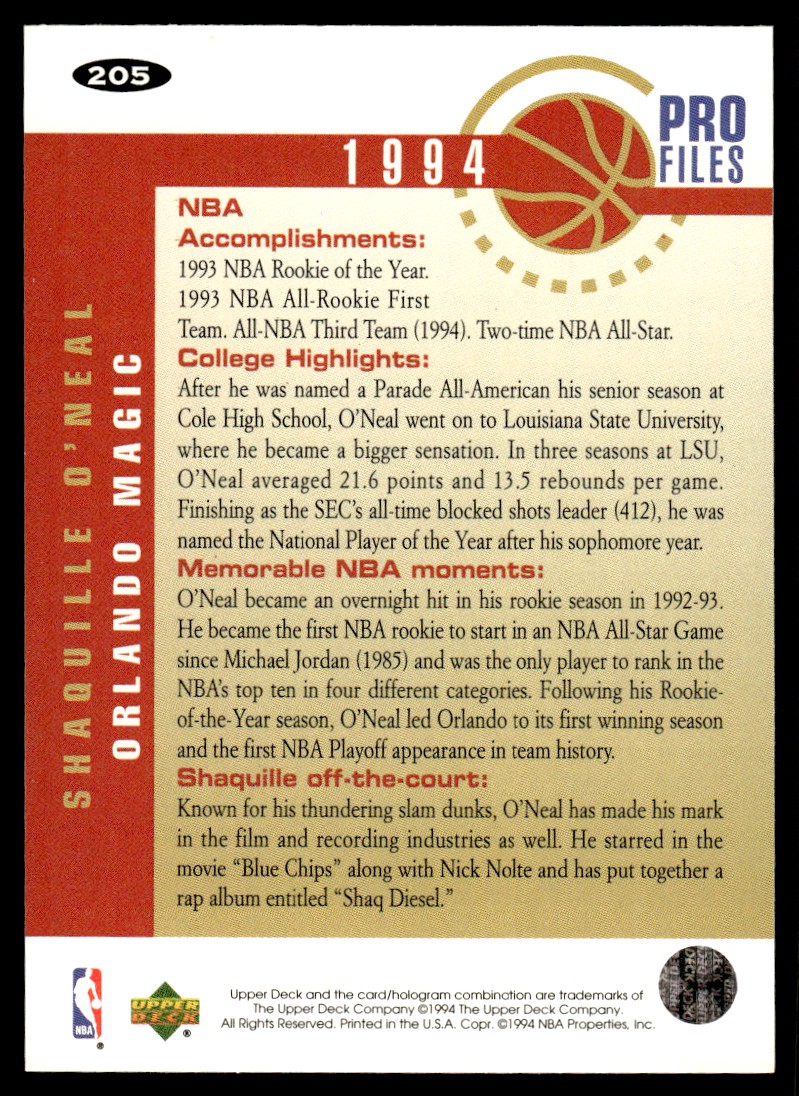 205
PRO
FILES
1994
SHAQUILLE O'NEAL
ORLANDO MAGIC
NBA
Accomplishments:
1993 NBA Rookie of the Year.
1993 NBA All-Rookie First
Team. All-NBA Third Team (1994). Two-time NBA All-Star.
College Highlights:
After he was named a Parade All-American his senior season at
Cole High School, O'Neal went on to Louisiana State University,
where he became a bigger sensation. In three seasons at LSU,
O'Neal averaged 21.6 points and 13.5 rebounds per game.
Finishing as the SEC's all-time blocked shots leader (412), he was
named the National Player of the Year after his sophomore year.
Memorable NBA moments:
O'Neal became an overnight hit in his rookie season in 1992-93.
He became the first NBA rookie to start in an NBA All-Star Game
since Michael Jordan (1985) and was the only player to rank in the
NBA's top ten in four different categories. Following his Rookie-
of-the-Year season, O'Neal led Orlando to its first winning season
and the first NBA Playoff appearance in team history.
Shaquille off-the-court:
Known for his thundering slam dunks, O'Neal has made his mark
in the film and recording industries as well. He starred in the
movie "Blue Chips" along with Nick Nolte and has put together a
rap album entitled "Shaq Diesel."
NBA
®
UPPER
DECK
®
Upper Deck and the card/hologram combination are trademarks of
The Upper Deck Company ©1994 The Upper Deck Company.
All Rights Reserved. Printed in the U.S.A. Copr. ©1994 NBA Properties, Inc.